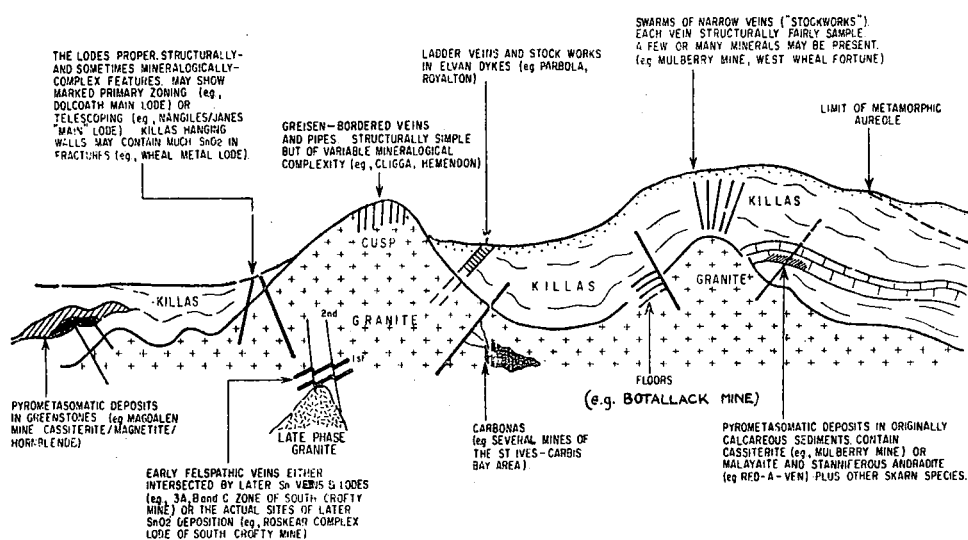 SWARMS OF NARROW VEINS ("STOCKWORKS").
EACH VEIN STRUCTURALLY FAIRLY SAMPLE.
A FEW OR MANY MINERALS MAY BE PRESENT.
(eg MULBERRY MINE, WEST WHEAL FORTUNE)
THE LODES PROPER. STRUCTURALLY-
AND SOMETIMES MINERALOGICALLY-
COMPLEX FEATURES. MAY SHOW
MARKED PRIMARY ZONING (eg.,
DOLCOATH MAIN LODE) OR
TELESCOPING (eg., NANGILES/JANES
"MAIN" LODE) KILLAS HANGING
WALLS MAY CONTAIN MUCH SnO2 IN
FRACTURES (eg., WHEAL METAL LODE).
LADDER VEINS AND STOCK WORKS
IN ELVAN DYKES (eg PARBOLA,
ROYALTON)
LIMIT OF METAMORPHIC
AUREOLE
GREISEN-BORDERED VEINS
AND PIPES. STRUCTURALLY SIMPLE
BUT OF VARIABLE MINERALOGICAL
COMPLEXITY (eg., CLIGGA, HEMENDON)
KILLAS
CUSP
KILLAS
KILLAS
GRANITE
GRANITE
2nd
1st
LATE PHASE
GRANITE
FLOORS
(e.g. BOTALLACK MINE)
PYROMETASOMATIC DEPOSITS
IN GREENSTONES (eg MAGDALEN
MINE CASSITERITE/MAGNETITE/
HORNBLENDE)
CARBONAS
(eg SEVERAL MINES OF
THE ST IVES-CARBIS
BAY AREA).
PYROMETASOMATIC DEPOSITS IN ORIGINALLY
CALCAREOUS SEDIMENTS. CONTAIN
CASSITERITE (eg., MULBERRY MINE) OR
MALAYAITE AND STANNIFEROUS ANDRADITE
(eg RED-A-VEN) PLUS OTHER SKARN SPECIES.
EARLY FELSPATHIC VEINS EITHER
INTERSECTED BY LATER Sn VEINS & LODES
(eg., 3A, B and C ZONE OF SOUTH CROFTY
MINE) OR THE ACTUAL SITES OF LATER
SnO2 DEPOSITION (eg., ROSKEAR COMPLEX
LODE OF SOUTH CROFTY MINE)